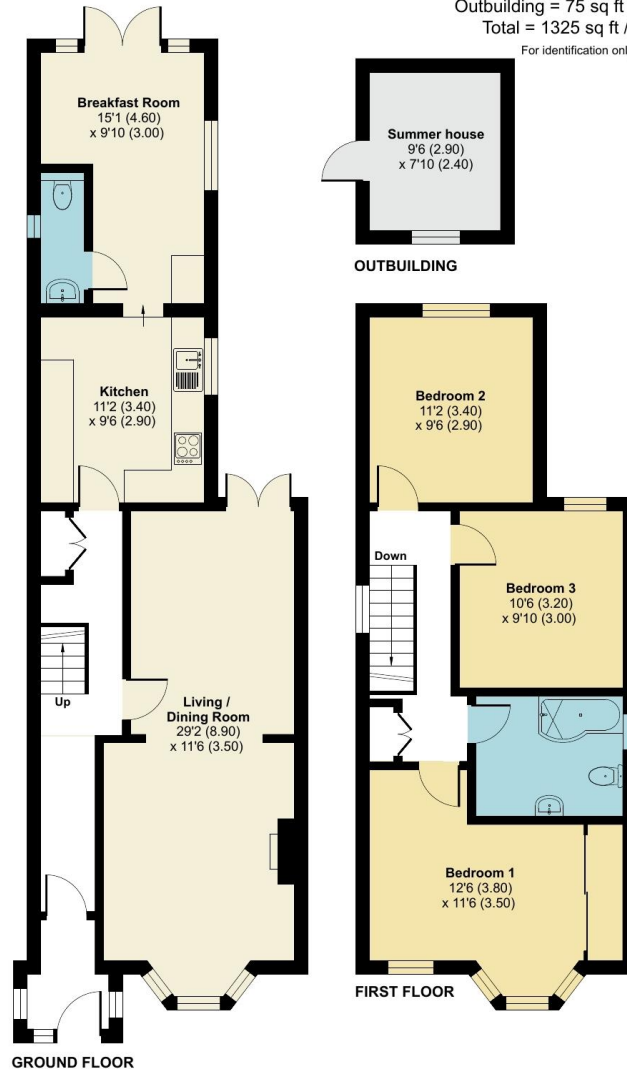 Outbuilding = 75 sq ft
Total = 1325 sq ft /
For identification onl
Breakfast Room
15'1 (4.60)
x 9'10 (3.00)
Summer house
9'6 (2.90)
x 7'10 (2.40)
OUTBUILDING
Kitchen
11'2 (3.40)
x 9'6 (2.90)
Bedroom 2
11'2 (3.40)
x 9'6 (2.90)
Down
Bedroom 3
10'6 (3.20)
x 9'10 (3.00)
Up
Living /
Dining Room
29'2 (8.90)
x 11'6 (3.50)
Bedroom 1
12'6 (3.80)
x 11'6 (3.50)
FIRST FLOOR
GROUND FLOOR